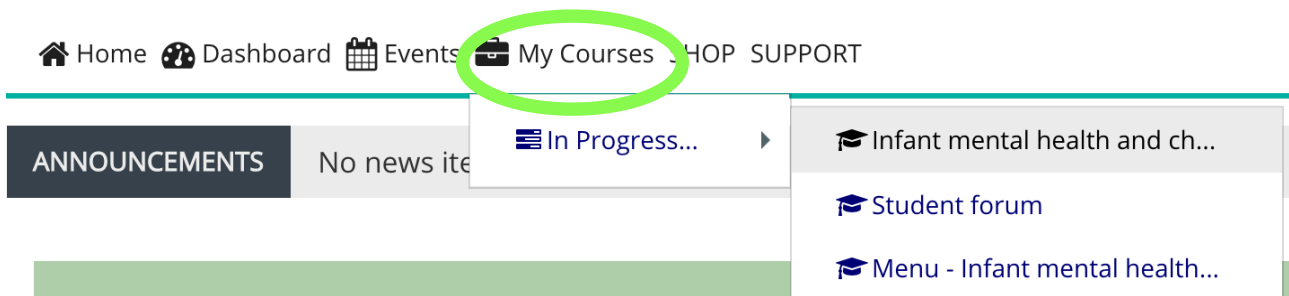 Home Dashboard Events My Courses SHOP SUPPORT
In Progress...
Infant mental health and ch...
ANNOUNCEMENTS No news ite
Student forum
Menu - Infant mental health...